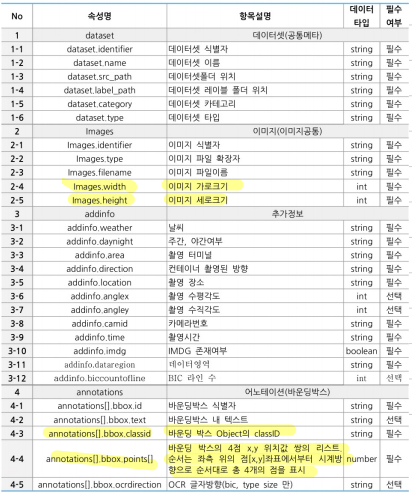 No 속성명 항목설명 데이터 타입 필수 여부
1 dataset 데이터셋(공통메타)
1-1 dataset.identifier 데이터셋 식별자 string 필수
1-2 dataset.name 데이터셋 이름 string 필수
1-3 dataset.src_path 데이터셋폴더 위치 string 필수
1-4 dataset.label_path 데이터셋 레이블 폴더 위치 string 필수
1-5 dataset.category 데이터셋 카테고리 string 필수
1-6 dataset.type 데이터셋 타입 string 필수
2 Images 이미지(이미지공통)
2-1 Images.identifier 이미지 식별자 string 필수
2-2 Images.type 이미지 파일 확장자 string 필수
2-3 Images.filename 이미지 파일이름 string 필수
2-4 Images.width 이미지 가로크기 int 필수
2-5 Images.height 이미지 세로크기 int 필수
3 addinfo 추가정보
3-1 addinfo.weather 날씨 string 필수
3-2 addinfo.daynight 주간, 야간여부 string 필수
3-3 addinfo.area 촬영 터미널 string 필수
3-4 addinfo.direction 컨테이너 촬영된 방향 string 필수
3-5 addinfo.location 촬영 장소 string 필수
3-6 addinfo.anglex 촬영 수평각도 int 선택
3-7 addinfo.angley 촬영 수직각도 int 선택
3-8 addinfo.camid 카메라번호 string 필수
3-9 addinfo.time 촬영시간 string 필수
3-10 addinfo.imdg IMDG 존재여부 boolean 필수
3-11 addinfo.dataregion 데이터영역 string 필수
3-12 addinfo.biccountofline BIC 라인 수 int 선택
4 annotations 어노테이션(바운딩박스)
4-1 annotations[].bbox.id 바운딩박스 식별자 string 필수
4-2 annotations[].bbox.text 바운딩박스 내 텍스트 string 선택
4-3 annotations[].bbox.classid 바운딩 박스 Object의 classID string 필수
4-4 annotations[].bbox.points[] 바운딩 박스의 4점 x,y 위치값 쌍의 리스트,
순서는 좌측 위의 점[x,y]좌표에서부터 시계방
향으로 순서대로 총 4개의 점을 표시 number 필수
4-5 annotations[].bbox.ocrdirection OCR 글자방향(bic, type size 만) string 선택